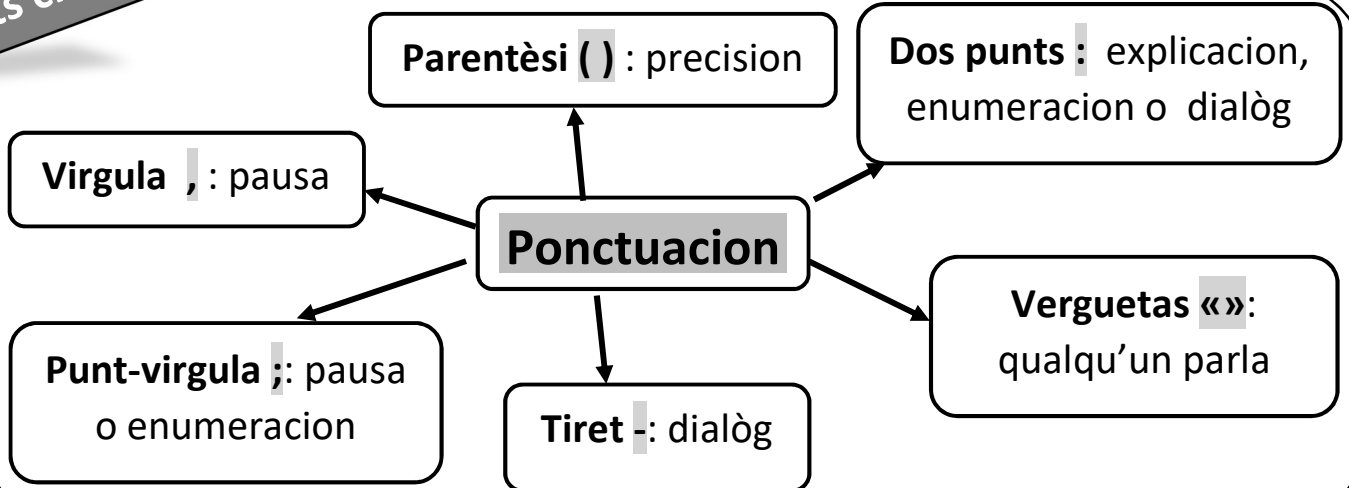 Parentèsi ( ) : precision
Dos punts : explicacion,
enumeracion o dialòg
Virgula , : pausa
Ponctuacion
Verguetas «»:
qualqu’un parla
Punt-virgula ;: pausa
o enumeracion
Tiret -: dialòg